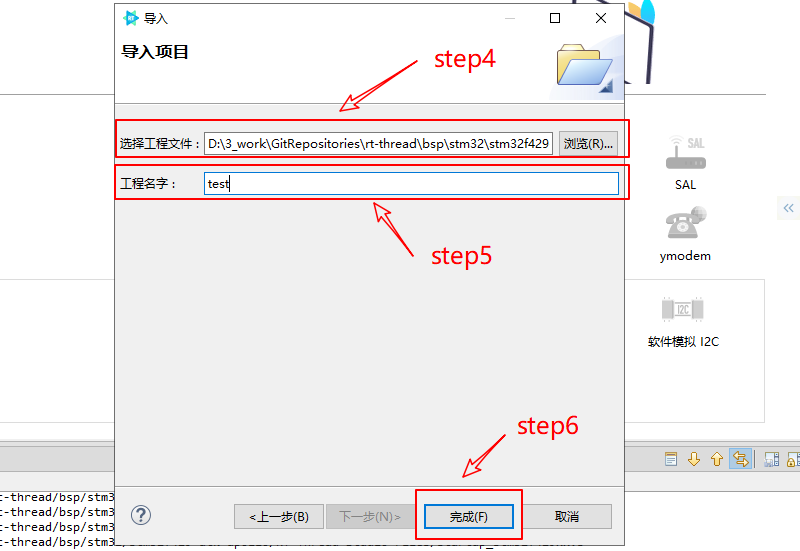 导入
导入项目
step4
选择工程文件：
D:\3_work\GitRepositories\rt-thread\bsp\stm32\stm32f429
浏览(R)...
工程名字：
test
step5
SAL
SAL
ymodem
I2C
软件模拟 I2C
step6
t-thread/bsp/stm3
t-thread/bsp/stm3
t-thread/bsp/stm3
<上一步(B)
下一步(N)>
完成(F)
取消